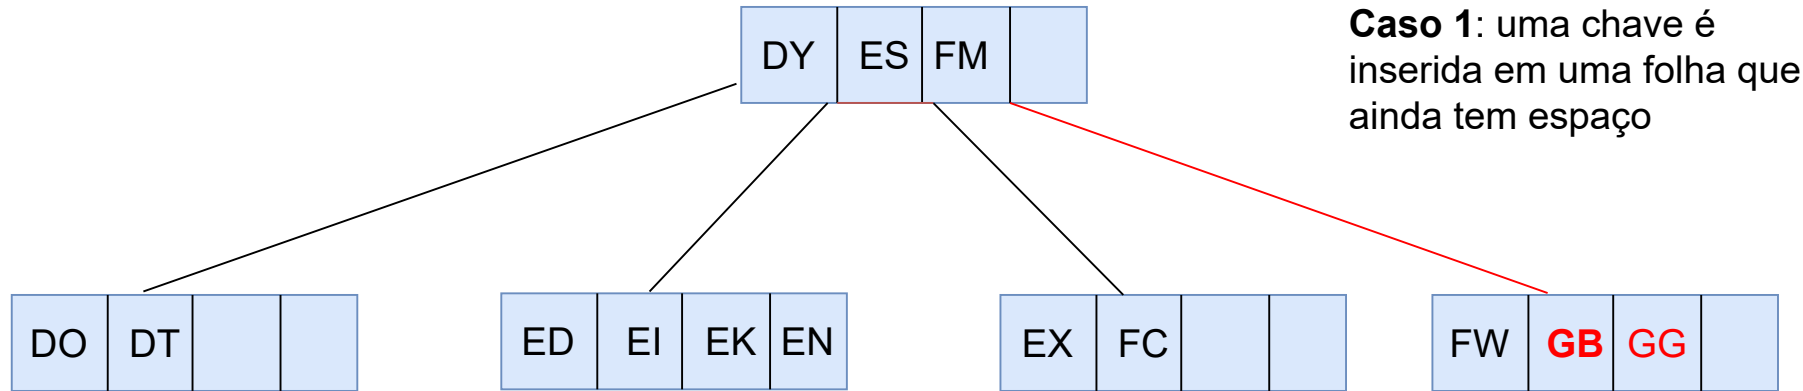 DY ES FM
Caso 1: uma chave é
inserida em uma folha que
ainda tem espaço
DO DT
ED EI EK EN
EX FC
FW GB GG